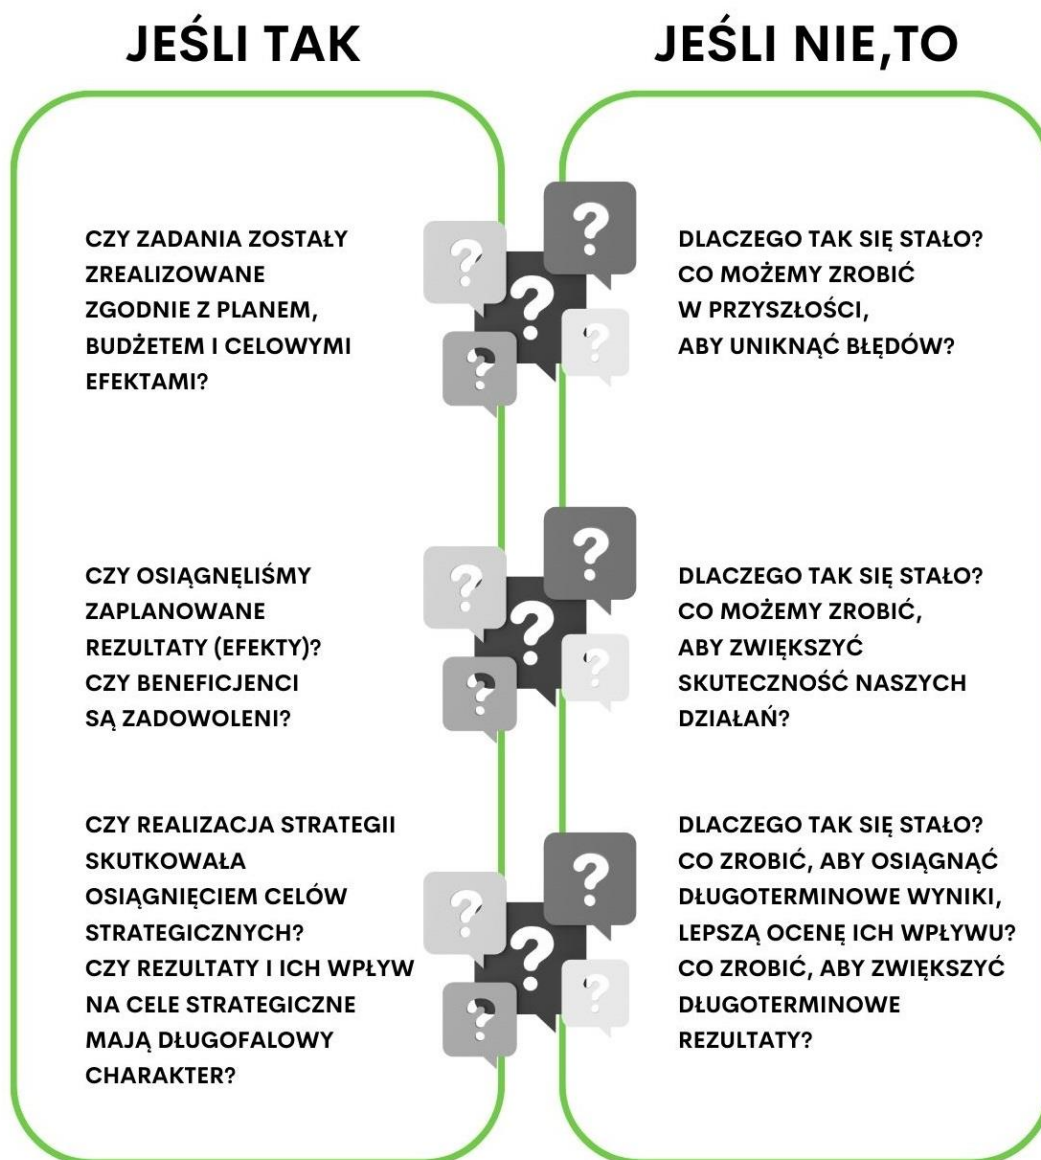 JEŚLI TAK
JEŚLI NIE,TO
CZY ZADANIA ZOSTAŁY
ZREALIZOWANE
ZGODNIE Z PLANEM,
BUDŻETEM I CELOWYMI
EFEKTAMI?
DLACZEGO TAK SIĘ STAŁO?
CO MOŻEMY ZROBIĆ
W PRZYSZŁOŚCI,
ABY UNIKNĄĆ BŁĘDÓW?
CZY OSIĄGNĘLIŚMY
ZAPLANOWANE
REZULTATY (EFEKTY)?
CZY BENEFICJENCI
SĄ ZADOWOLENI?
DLACZEGO TAK SIĘ STAŁO?
CO MOŻEMY ZROBIĆ,
ABY ZWIĘKSZYĆ
SKUTECZNOŚĆ NASZYCH
DZIAŁAŃ?
CZY REALIZACJA STRATEGII
SKUTKOWAŁA
OSIĄGNIĘCIEM CELÓW
STRATEGICZNYCH?
CZY REZULTATY I ICH WPŁYW
NA CELE STRATEGICZNE
MAJĄ DŁUGOFALOWY
CHARAKTER?
DLACZEGO TAK SIĘ STAŁO?
CO ZROBIĆ, ABY OSIĄGNĄĆ
DŁUGOTERMINOWE WYNIKI,
LEPSZĄ OCENĘ ICH WPŁYWU?
CO ZROBIĆ, ABY ZWIĘKSZYĆ
DŁUGOTERMINOWE
REZULTATY?